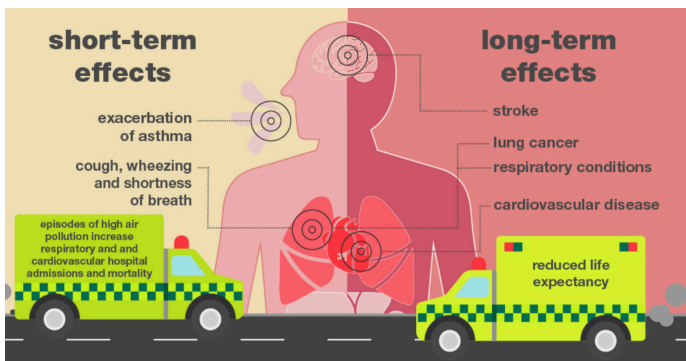 short-term
effects
exacerbation
of asthma
cough, wheezing
and shortness
of breath
episodes of high air
pollution increase
respiratory and and
cardiovascular hospital
admissions and mortality
long-term
effects
stroke
lung cancer
respiratory conditions
cardiovascular disease
reduced life
expectancy